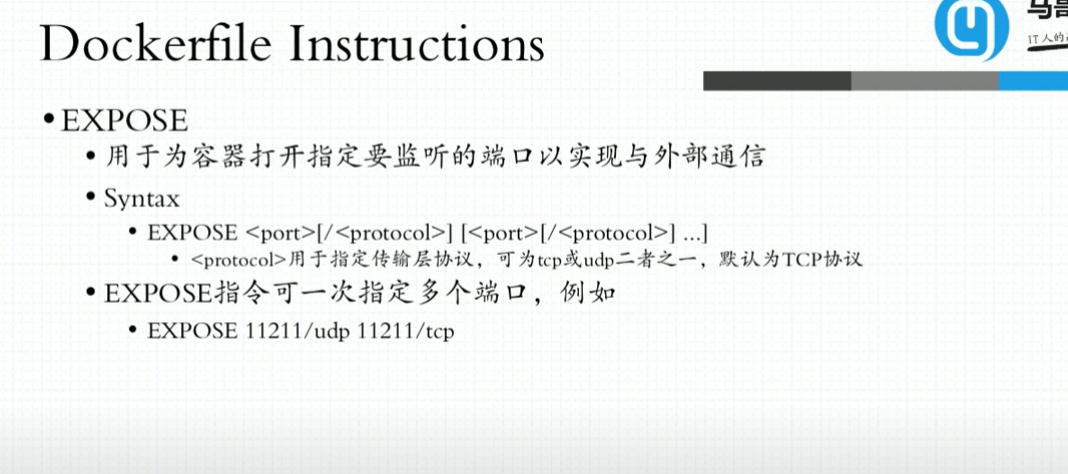 Dockerfile Instructions
马哥
IT人的
•EXPOSE
• 用于为容器打开指定要监听的端口以实现与外部通信
• Syntax
• EXPOSE <port>[/<protocol>] [<port>[/<protocol>] ...]
• <protocol>用于指定传输层协议，可为tcp或udp二者之一，默认为TCP协议
• EXPOSE指令可一次指定多个端口，例如
• EXPOSE 11211/udp 11211/tcp